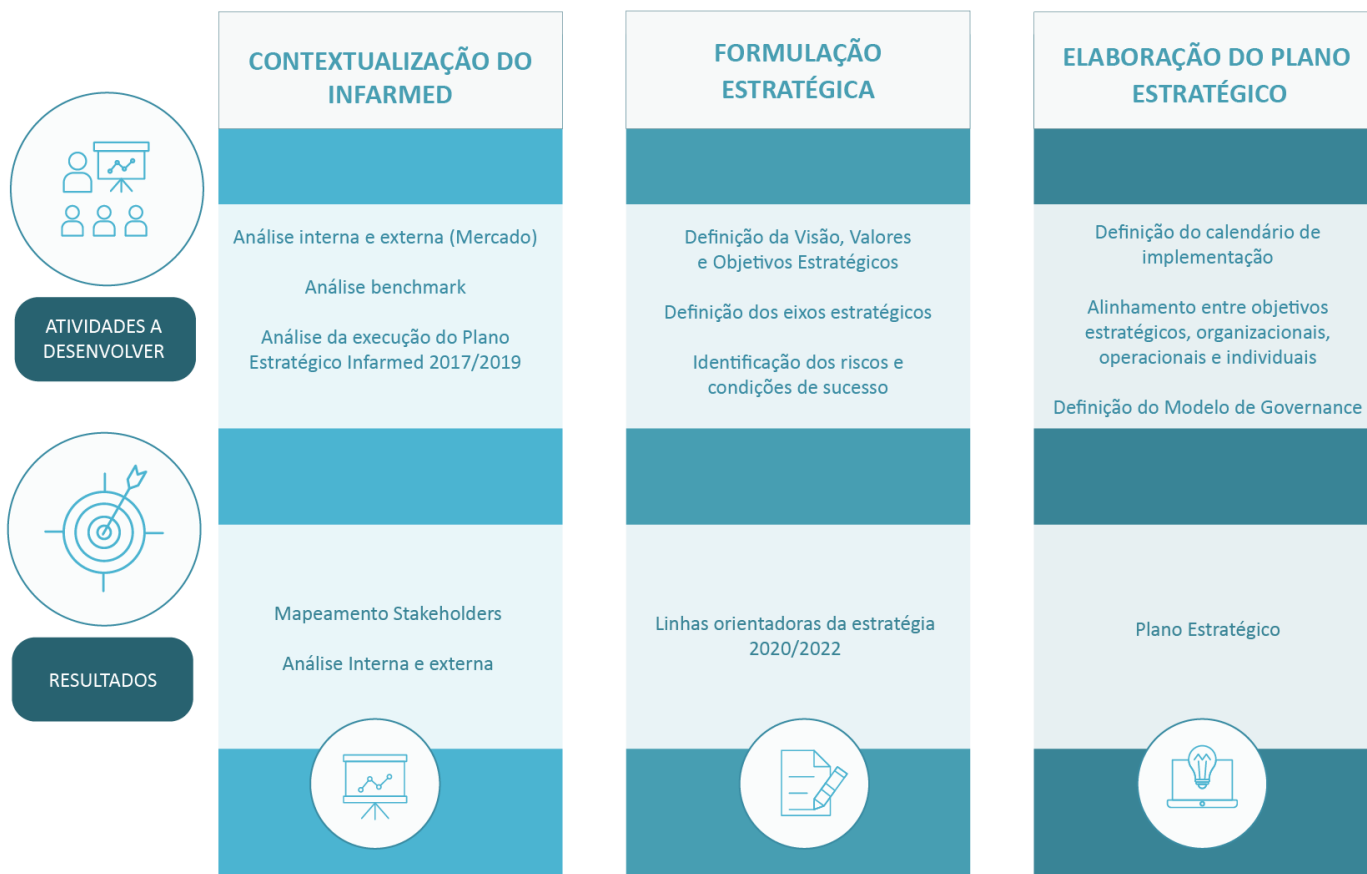 CONTEXTUALIZAÇÃO DO
INFARMED
FORMULAÇÃO
ESTRATÉGICA
ELABORAÇÃO DO PLANO
ESTRATÉGICO
ATIVIDADES A
DESENVOLVER
Análise interna e externa (Mercado)
Análise benchmark
Análise da execução do Plano
Estratégico Infarmed 2017/2019
Definição da Visão, Valores
e Objetivos Estratégicos
Definição dos eixos estratégicos
Identificação dos riscos e
condições de sucesso
Definição do calendário de
implementação
Alinhamento entre objetivos
estratégicos, organizacionais,
operacionais e individuais
Definição do Modelo de Governance
RESULTADOS
Mapeamento Stakeholders
Análise Interna e externa
Linhas orientadoras da estratégia
2020/2022
Plano Estratégico